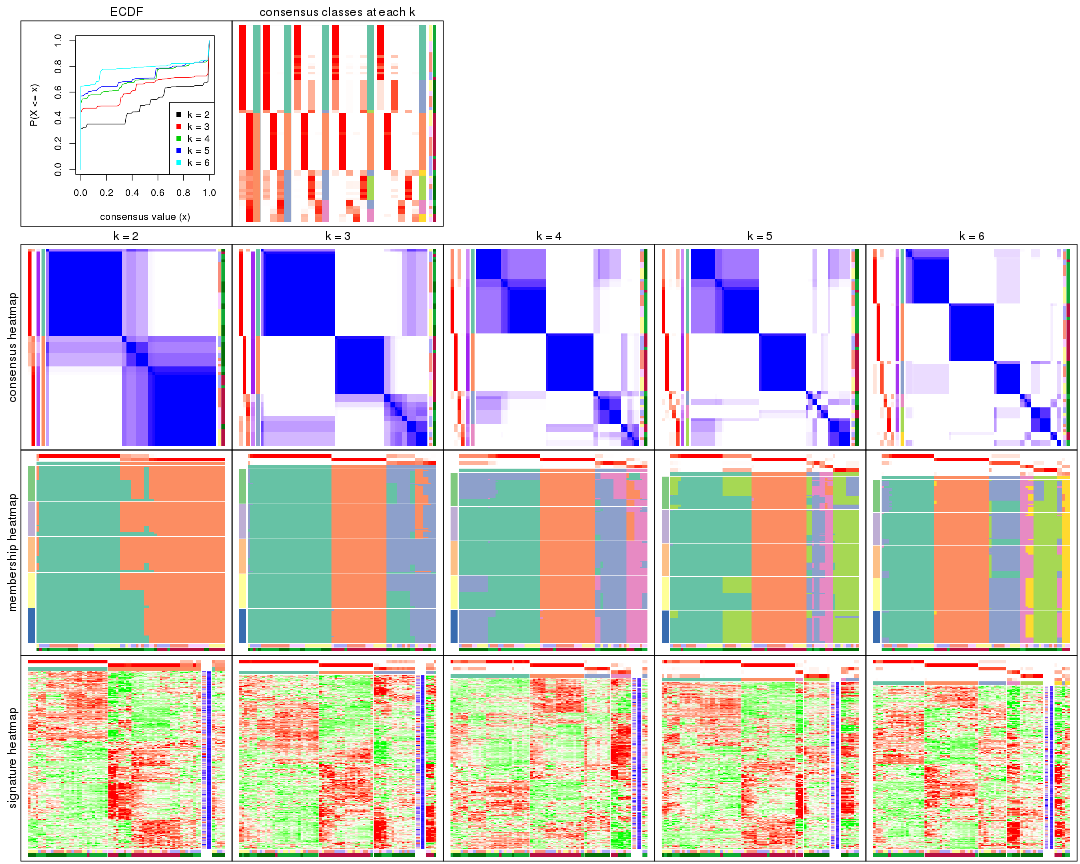 ECDF
consensus classes at each k
P(X <= x)
1.0
0.8
0.6
0.4
0.2
0.0
k = 2
k = 3
k = 4
k = 5
k = 6
0.0 0.2 0.4 0.6 0.8 1.0
consensus value (x)
k = 2
k = 3
k = 4
k = 5
k = 6
consensus heatmap
membership heatmap
signature heatmap